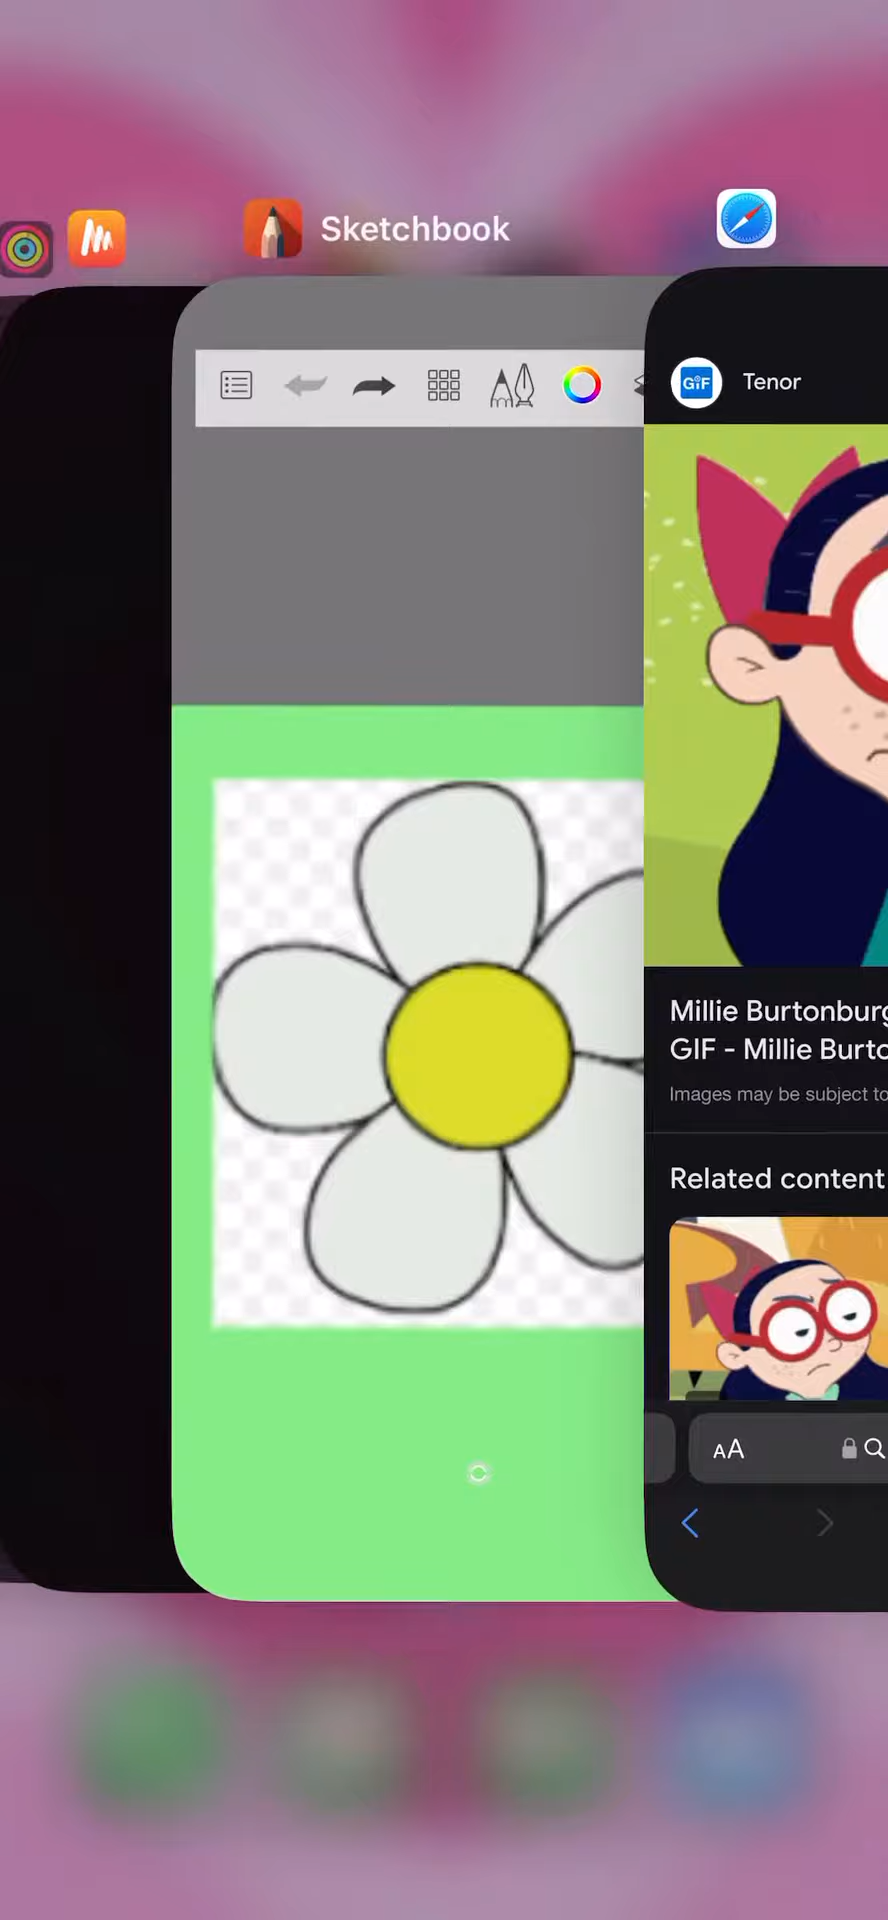 Sketchbook
GIF
Tenor
Millie Burtonburg
GIF - Millie Burto
Images may be subject to
Related content
AA